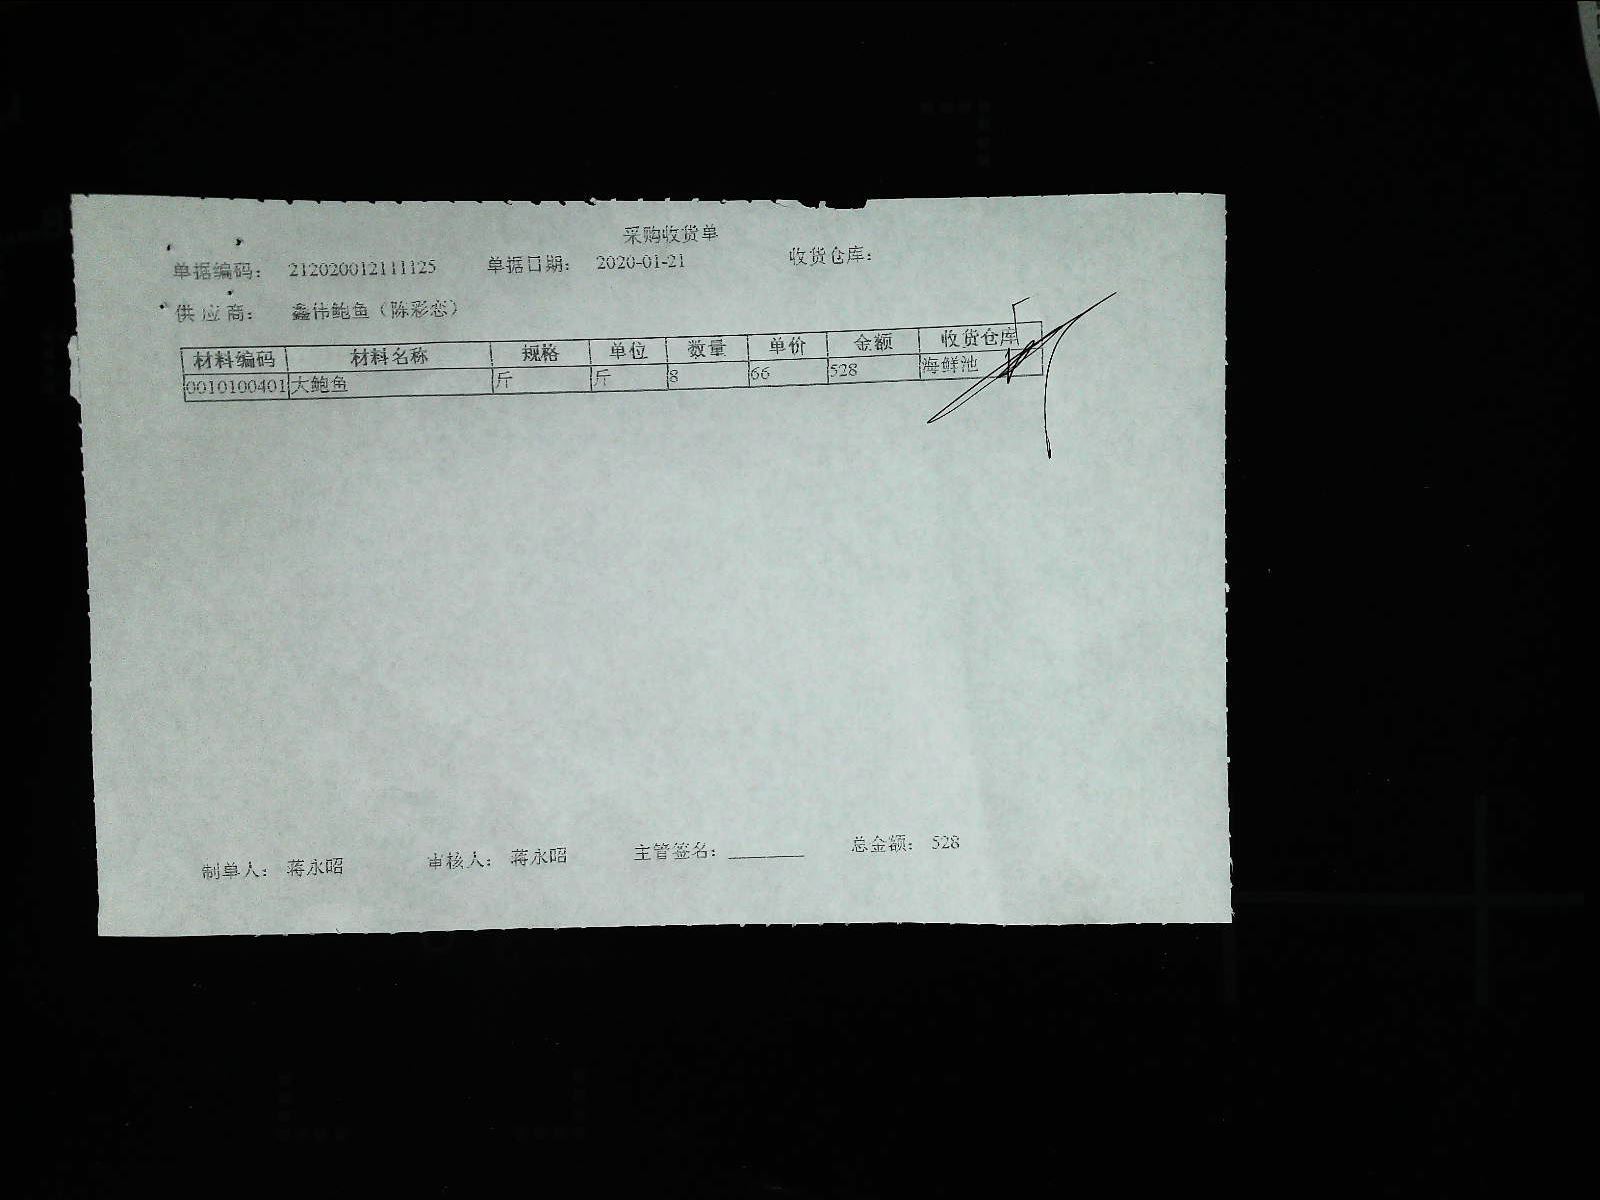 采购收货单
单据编码： 212020012111125 单据日期： 2020-01-21 收货仓库：
供 应 商： 鑫伟鲍鱼（陈彩恋）
材料编码 材料名称 规格 单位 数量 单价 金额 收货仓库
0010100401 大鲍鱼 斤 斤 8 66 528 海鲜池
制单人： 蒋永昭 审核人： 蒋永昭 主管签名： 总金额： 528